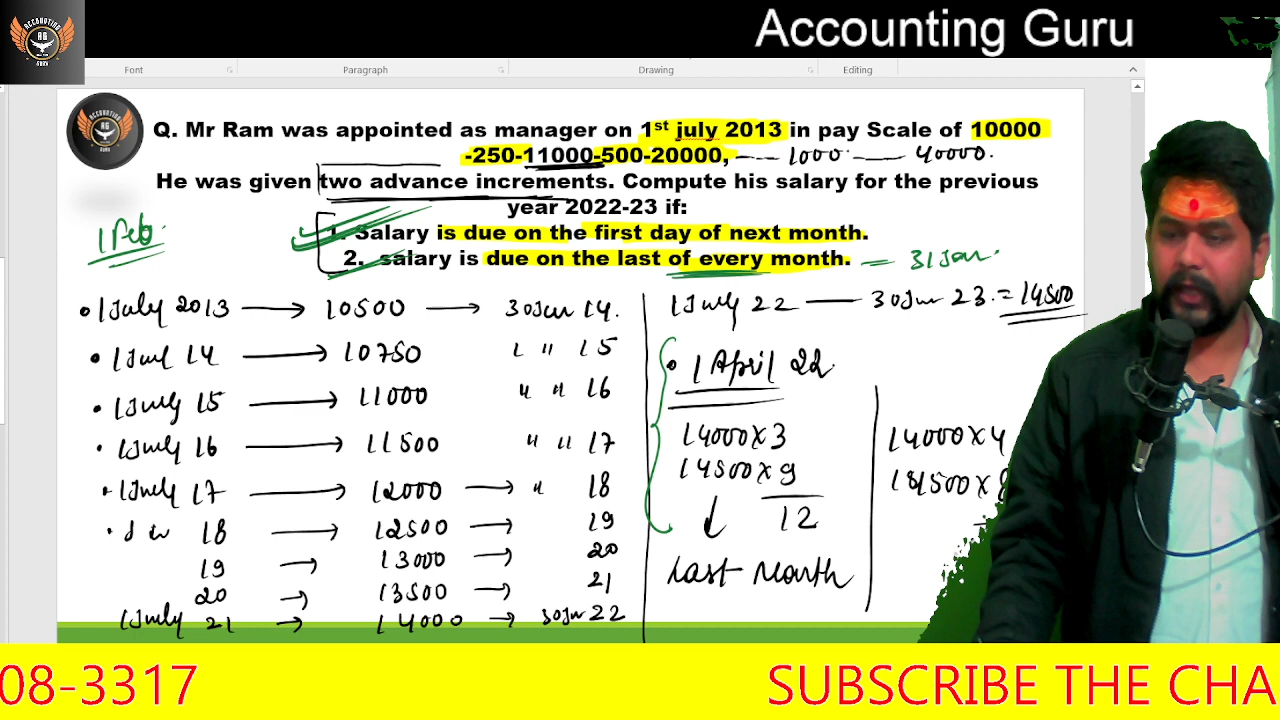 Accounting Guru
ACCOUNTING
AG
GURU
Font Paragraph Drawing Editing
ACCOUNTING
AG
GURU
Q. Mr Ram was appointed as manager on 1st july 2013 in pay Scale of 10000
-250-11000-500-20000, 1000 40000.
He was given two advance increments. Compute his salary for the previous
year 2022-23 if:
1. Salary is due on the first day of next month.
2. salary is due on the last of every month. = 31 Jan.
1 Feb.
1 July 2013 → 10500 → 30 Jun 14.
1 Jul 14 → 10750 1 " 15
1 July 15 → 11000 " " 16
1 July 16 → 11500 " " 17
1 July 17 → 12000 → " 18
18 → 12500 → 19
19 → 13000 → 20
20 → 13500 → 21
1 July 21 → 14000 → 30 Jun 22
1 July 22 — 30 Jun 23. = 14500
1 April 22.
14000 x 3
14500 x 9
↓ 12
Last Month
14000 x 4
14500 x 8
08-3317 SUBSCRIBE THE CHA